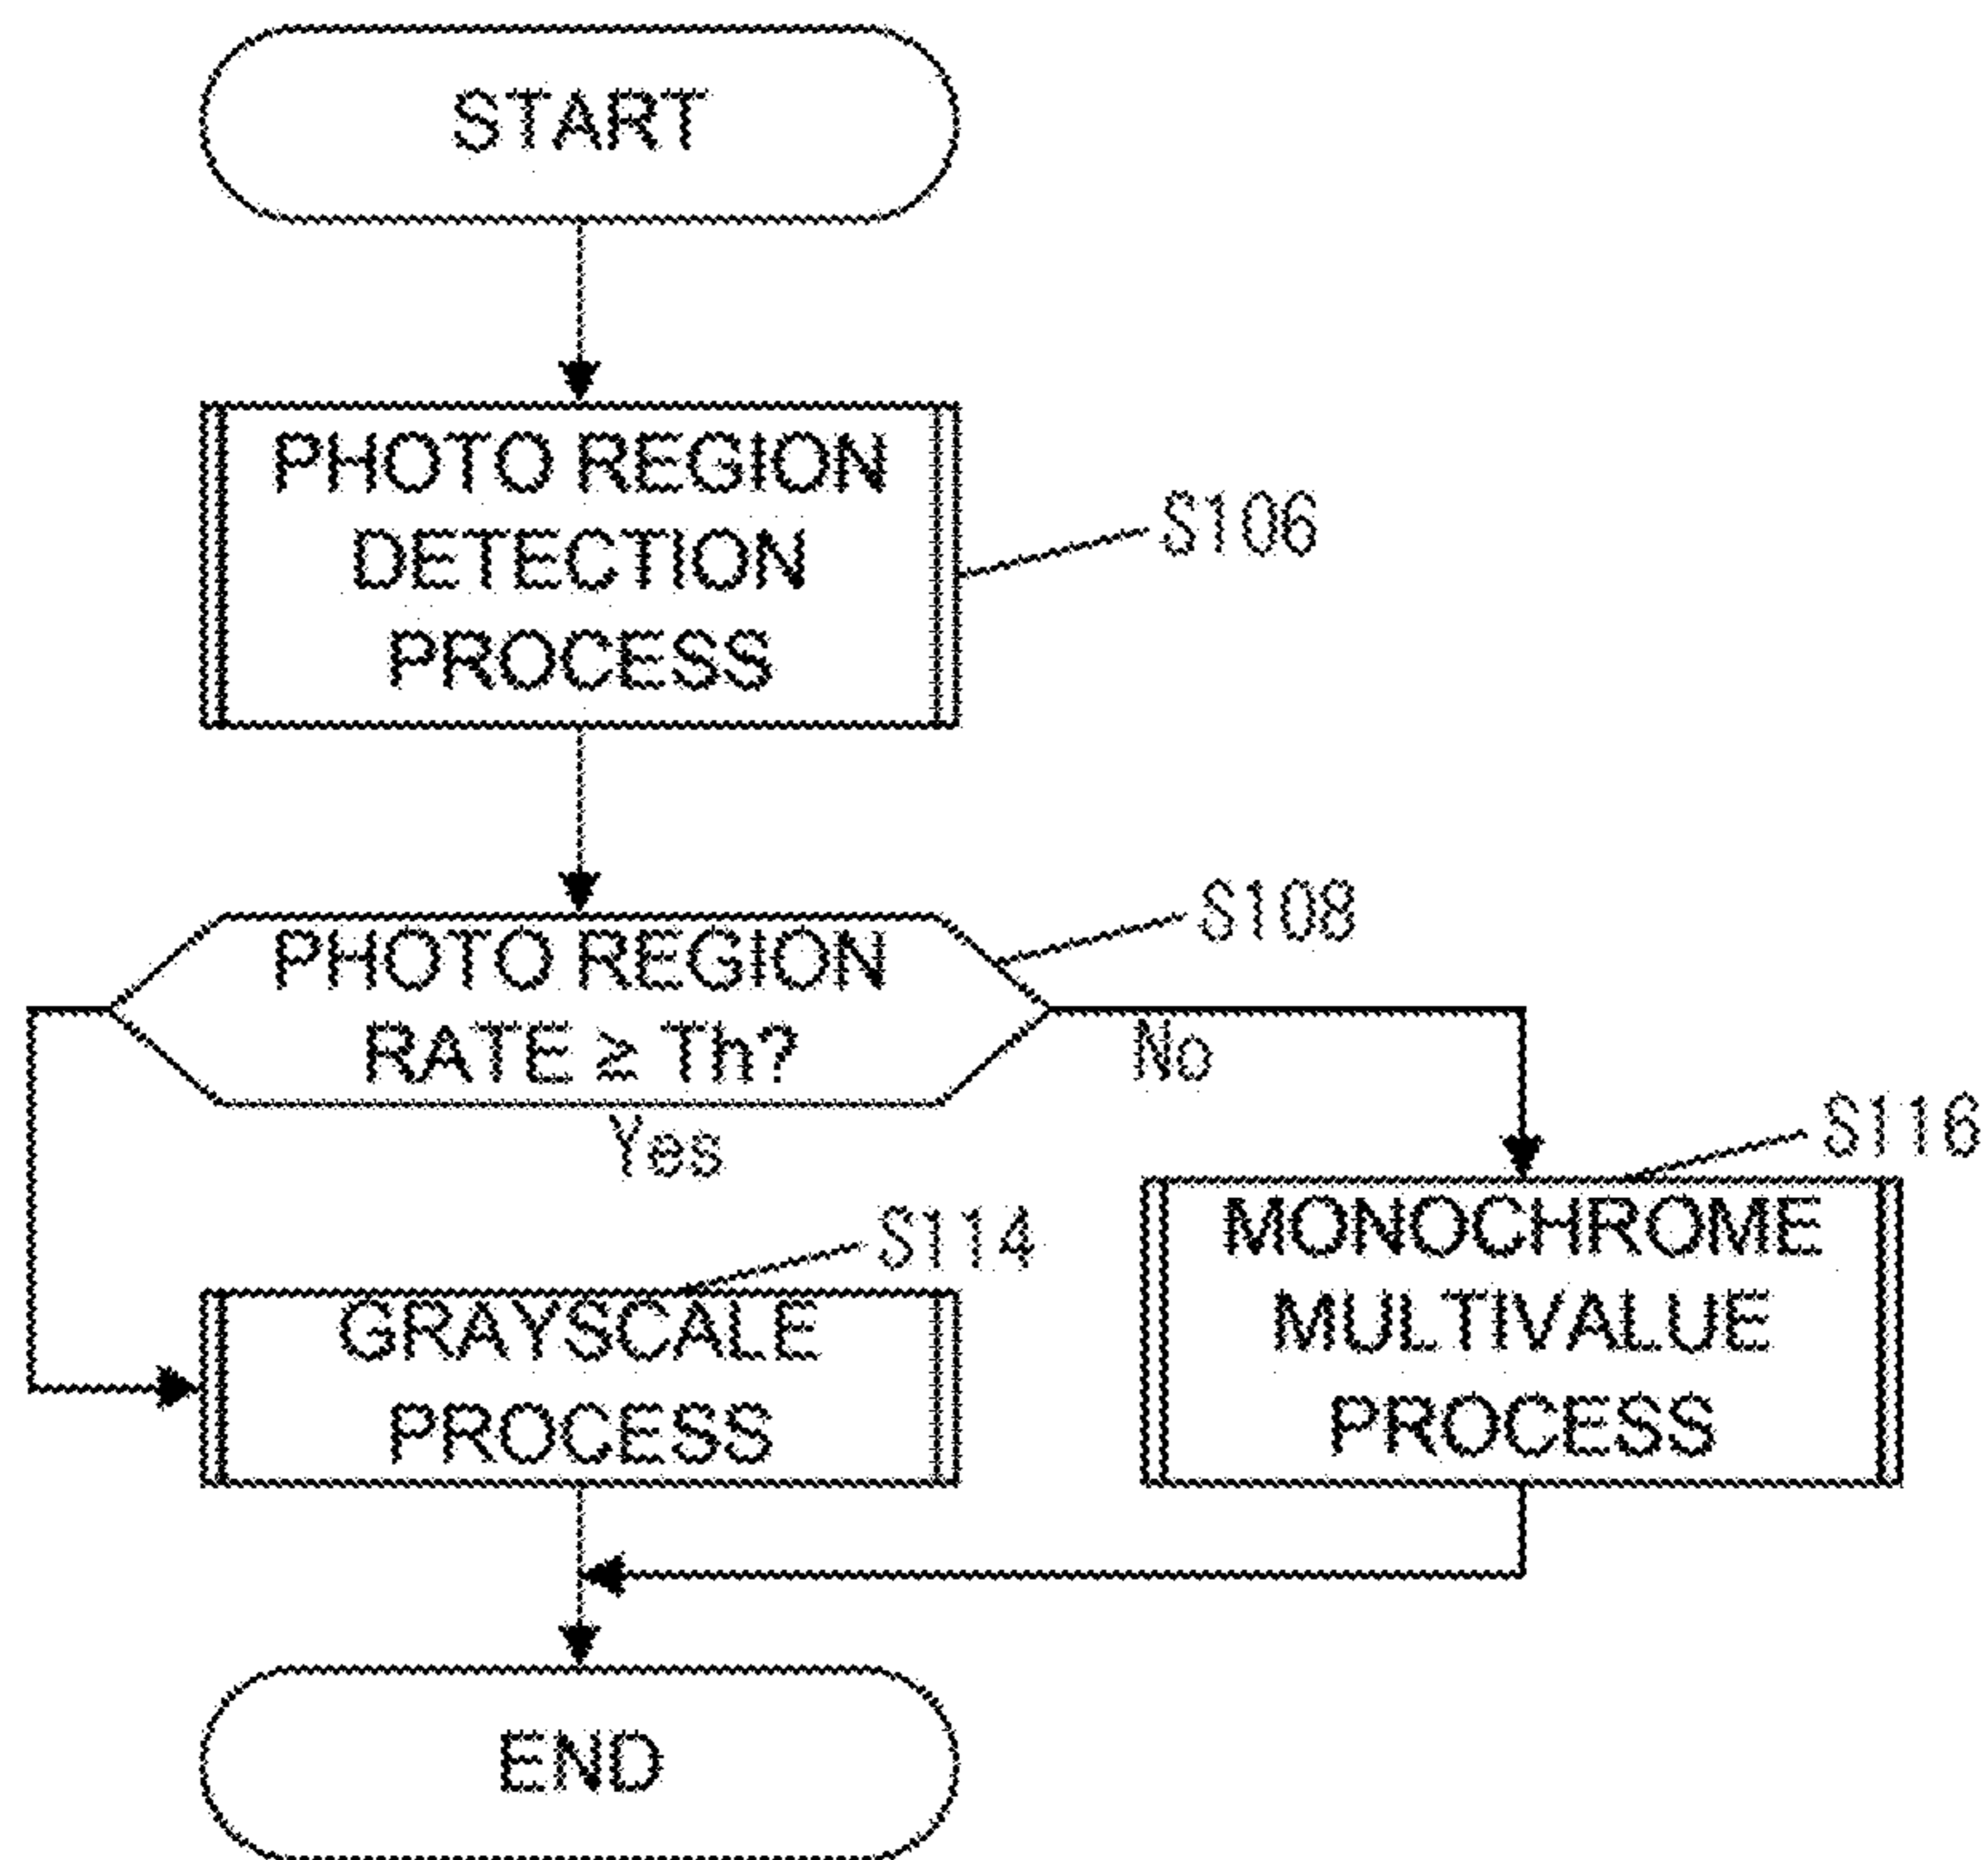 START
PHOTO REGION
DETECTION
PROCESS
S106
PHOTO REGION
RATE ≥ Th?
S108
No
Yes
S116
MONOCHROME
MULTIVALUE
PROCESS
S114
GRAYSCALE
PROCESS
END